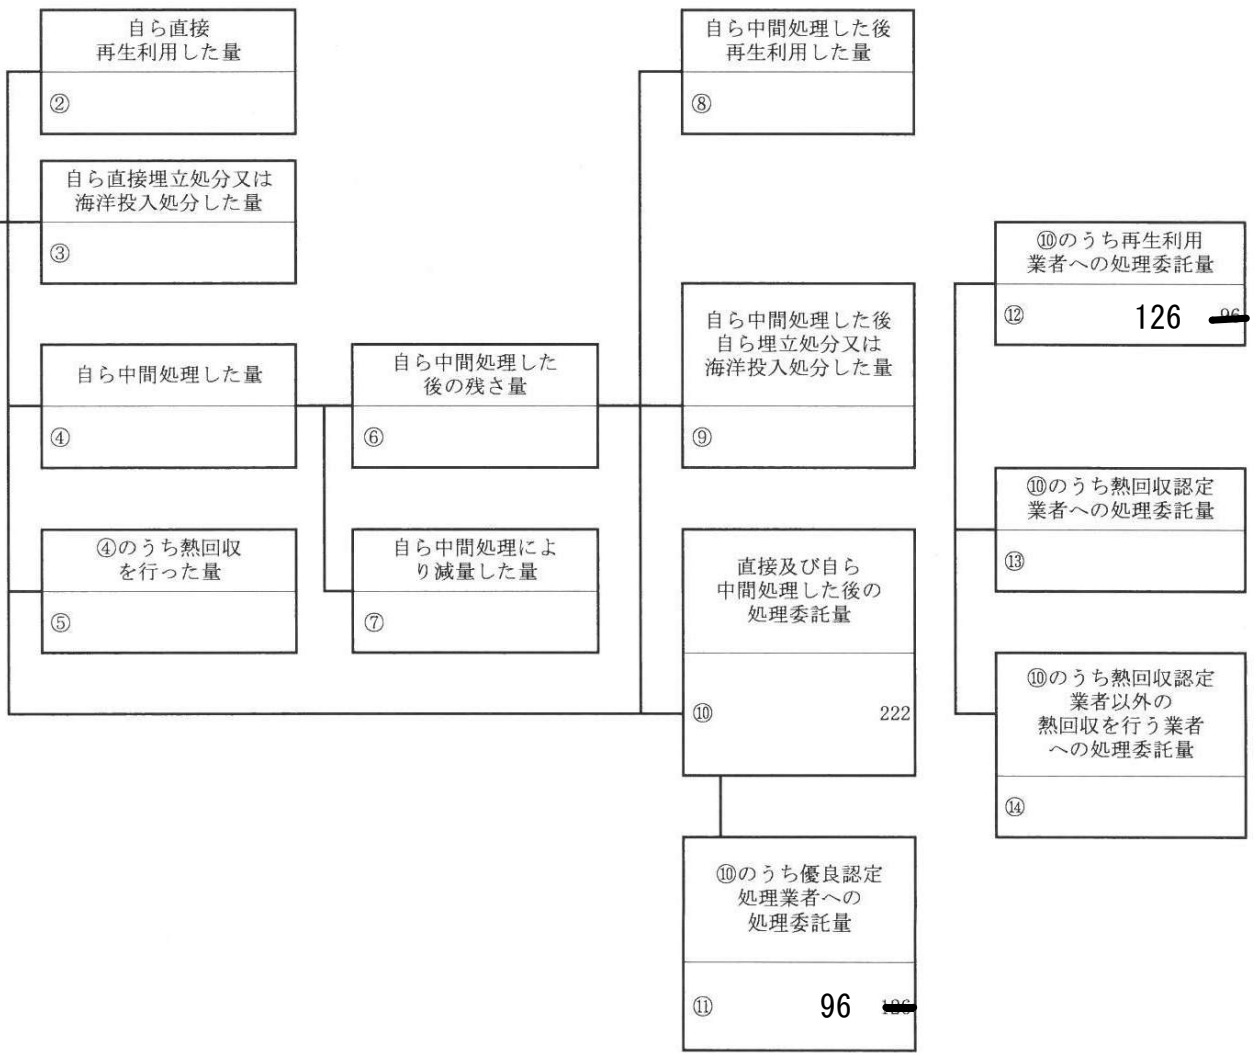 自ら直接
再生利用した量
②
自ら直接埋立処分又は
海洋投入処分した量
③
自ら中間処理した量
④
④のうち熱回収
を行った量
⑤
自ら中間処理した
後の残さ量
⑥
自ら中間処理によ
り減量した量
⑦
自ら中間処理した後
再生利用した量
⑧
自ら中間処理した後
自ら埋立処分又は
海洋投入処分した量
⑨
直接及び自ら
中間処理した後の
処理委託量
⑩ 222
⑩のうち優良認定
処理業者への
処理委託量
⑪ 96 126
⑩のうち再生利用
業者への処理委託量
⑫ 126 96
⑩のうち熱回収認定
業者への処理委託量
⑬
⑩のうち熱回収認定
業者以外の
熱回収を行う業者
への処理委託量
⑭